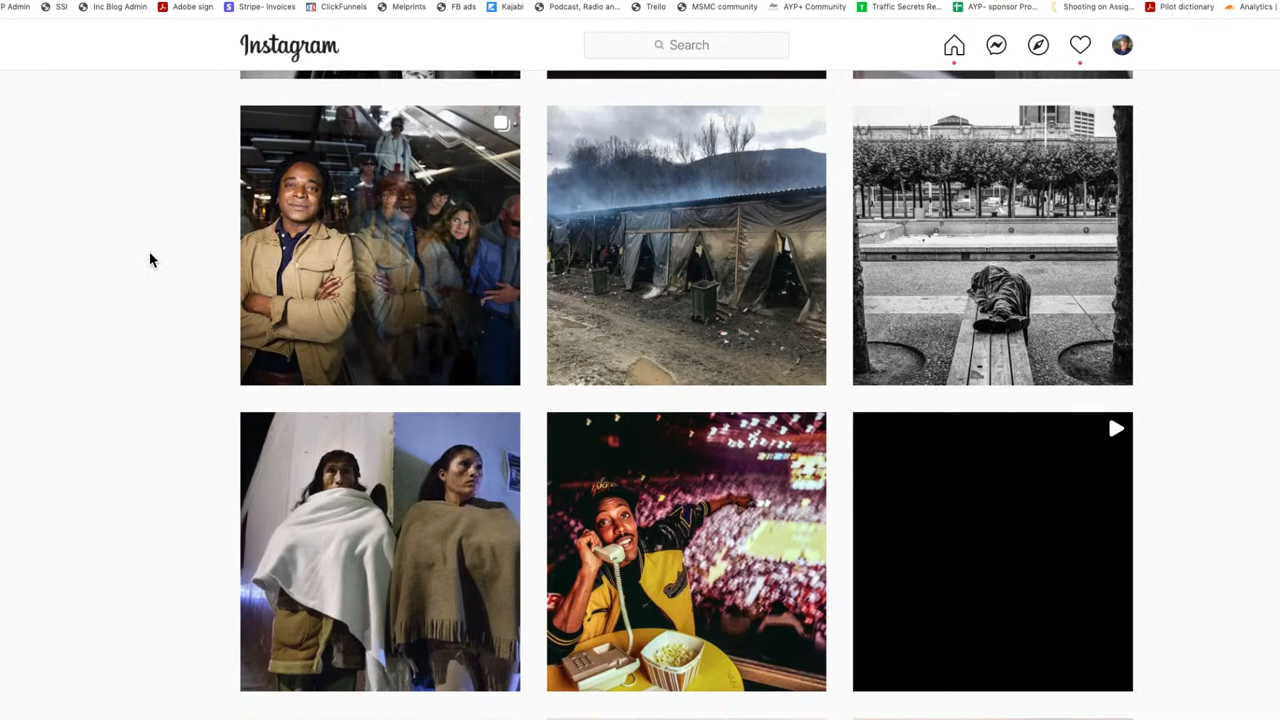 P Admin SSI Inc Blog Admin Adobe sign Stripe- Invoices ClickFunnels Melprints FB ads Kajabi Podcast, Radio an... Trello MSMC community AYP+ Community Traffic Secrets Re... AYP- sponsor Pro... Shooting on Assig... Pilot dictionary Analytics |
Instagram Search